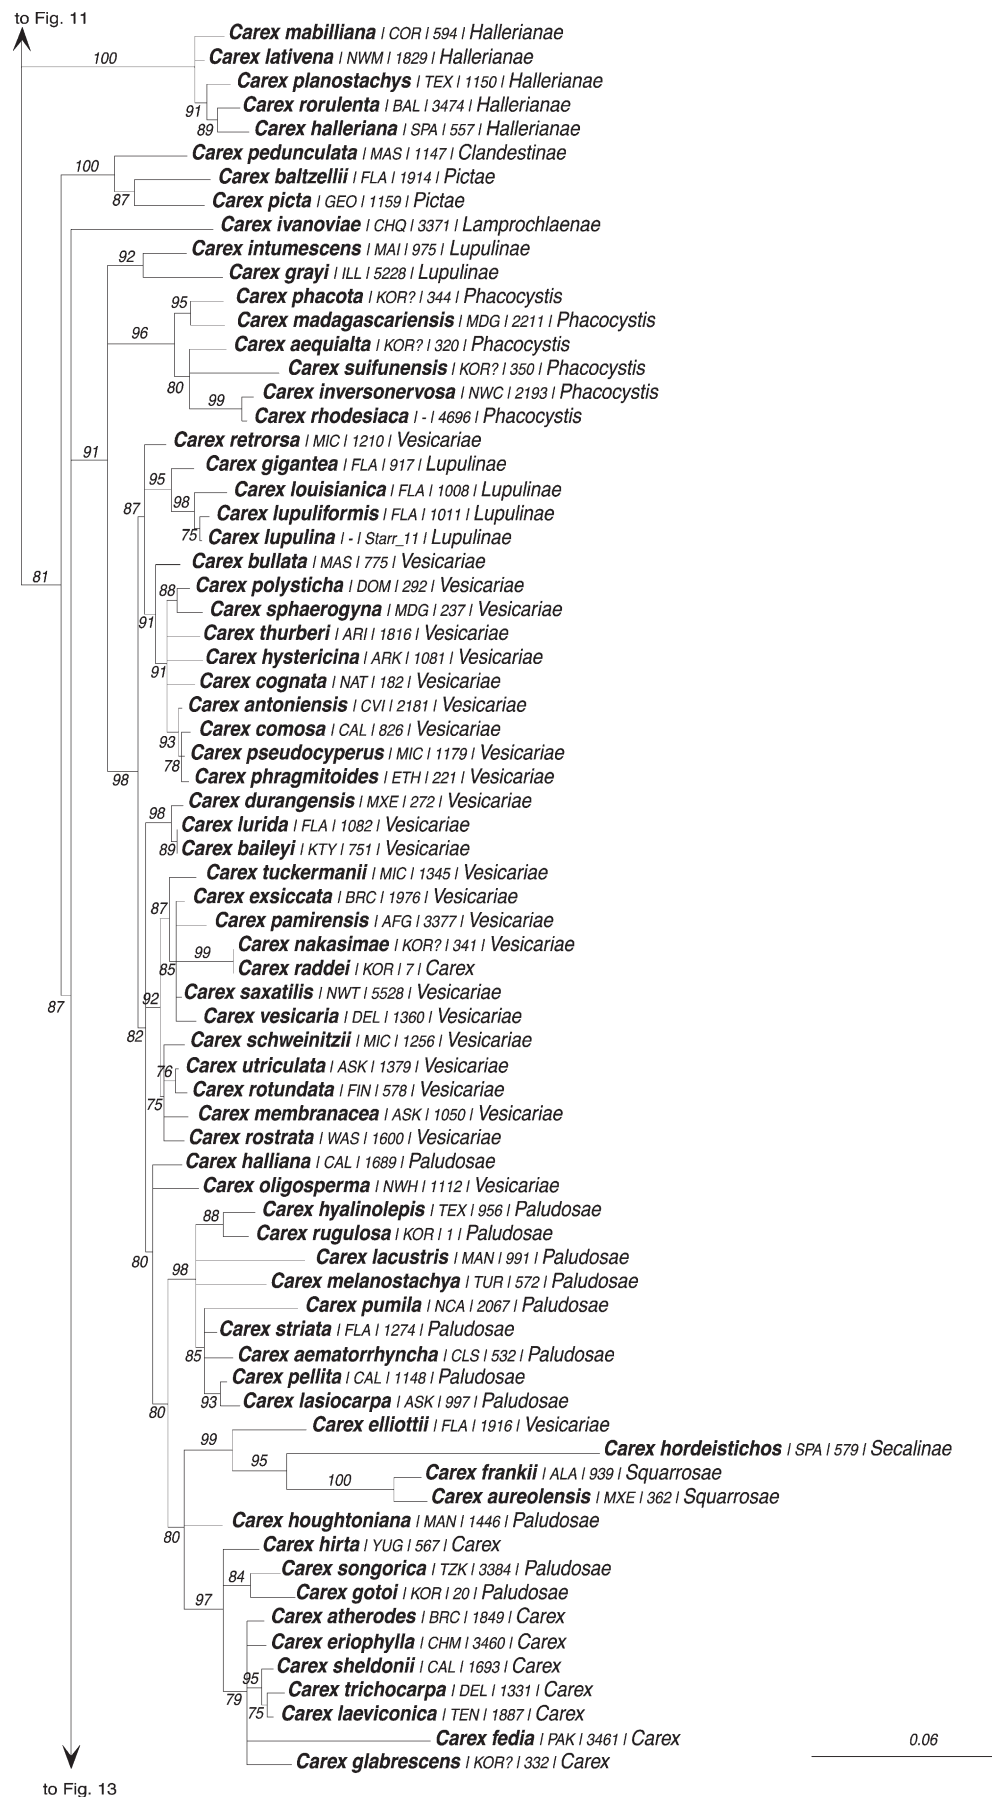 to Fig. 11
Carex mabilliana | COR | 594 | Hallerianae
100
Carex lativena | NWM | 1829 | Hallerianae
Carex planostachys | TEX | 1150 | Hallerianae
91
Carex rorulenta | BAL | 3474 | Hallerianae
89
Carex halleriana | SPA | 557 | Hallerianae
Carex pedunculata | MAS | 1147 | Clandestinae
100
Carex baltzellii | FLA | 1914 | Pictae
87
Carex picta | GEO | 1159 | Pictae
Carex ivanoviae | CHQ | 3371 | Lamprochlaenae
Carex intumescens | MAI | 975 | Lupulinae
92
Carex grayi | ILL | 5228 | Lupulinae
Carex phacota | KOR? | 344 | Phacocystis
95
Carex madagascariensis | MDG | 2211 | Phacocystis
96
Carex aequialta | KOR? | 320 | Phacocystis
Carex suifunensis | KOR? | 350 | Phacocystis
80
Carex inversonervosa | NWC | 2193 | Phacocystis
99
Carex rhodesiaca | - | 4696 | Phacocystis
91
Carex retrorsa | MIC | 1210 | Vesicariae
Carex gigantea | FLA | 917 | Lupulinae
95
Carex louisianica | FLA | 1008 | Lupulinae
98
87
Carex lupuliformis | FLA | 1011 | Lupulinae
75
Carex lupulina | - | Starr_11 | Lupulinae
Carex bullata | MAS | 775 | Vesicariae
81
88
Carex polysticha | DOM | 292 | Vesicariae
Carex sphaerogyna | MDG | 237 | Vesicariae
91
Carex thurberi | ARI | 1816 | Vesicariae
Carex hystericina | ARK | 1081 | Vesicariae
91
Carex cognata | NAT | 182 | Vesicariae
Carex antoniensis | CVI | 2181 | Vesicariae
Carex comosa | CAL | 826 | Vesicariae
93
Carex pseudocyperus | MIC | 1179 | Vesicariae
78
Carex phragmitoides | ETH | 221 | Vesicariae
98
Carex durangensis | MXE | 272 | Vesicariae
98
Carex lurida | FLA | 1082 | Vesicariae
89
Carex baileyi | KTY | 751 | Vesicariae
Carex tuckermanii | MIC | 1345 | Vesicariae
Carex exsiccata | BRC | 1976 | Vesicariae
87
Carex pamirensis | AFG | 3377 | Vesicariae
Carex nakasimae | KOR? | 341 | Vesicariae
99
85
Carex raddei | KOR | 7 | Carex
Carex saxatilis | NWT | 5528 | Vesicariae
92
87
Carex vesicaria | DEL | 1360 | Vesicariae
82
Carex schweinitzii | MIC | 1256 | Vesicariae
Carex utriculata | ASK | 1379 | Vesicariae
76
Carex rotundata | FIN | 578 | Vesicariae
75
Carex membranacea | ASK | 1050 | Vesicariae
Carex rostrata | WAS | 1600 | Vesicariae
Carex halliana | CAL | 1689 | Paludosae
Carex oligosperma | NWH | 1112 | Vesicariae
Carex hyalinolepis | TEX | 956 | Paludosae
88
Carex rugulosa | KOR | 1 | Paludosae
80
Carex lacustris | MAN | 991 | Paludosae
98
Carex melanostachya | TUR | 572 | Paludosae
Carex pumila | NCA | 2067 | Paludosae
Carex striata | FLA | 1274 | Paludosae
85
Carex aematorrhyncha | CLS | 532 | Paludosae
Carex pellita | CAL | 1148 | Paludosae
93
Carex lasiocarpa | ASK | 997 | Paludosae
80
Carex elliottii | FLA | 1916 | Vesicariae
99
Carex hordeistichos | SPA | 579 | Secalinae
95
Carex frankii | ALA | 939 | Squarrosae
100
Carex aureolensis | MXE | 362 | Squarrosae
Carex houghtoniana | MAN | 1446 | Paludosae
80
Carex hirta | YUG | 567 | Carex
Carex songorica | TZK | 3384 | Paludosae
84
Carex gotoi | KOR | 20 | Paludosae
97
Carex atherodes | BRC | 1849 | Carex
Carex eriophylla | CHM | 3460 | Carex
Carex sheldonii | CAL | 1693 | Carex
95
Carex trichocarpa | DEL | 1331 | Carex
79
75
Carex laeviconica | TEN | 1887 | Carex
Carex fedia | PAK | 3461 | Carex
0.06
Carex glabrescens | KOR? | 332 | Carex
to Fig. 13